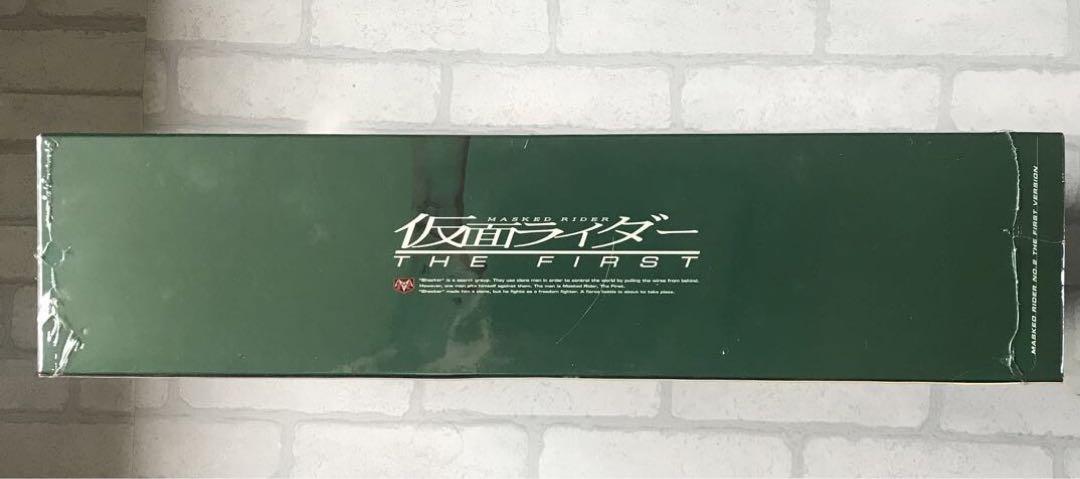 MASKED RIDER
仮面ライダー
THE FIRST
"Shocker" is a secret group. They use slone men in order to control the world by pulling the wires from behind.
However, one man pits himself against them. The man is Masked Rider, The First.
"Shocker" made him a slone, but he fights as a freedom fighter. A force battle is about to take place.
MASKED RIDER NO.2 THE FIRST VERSION